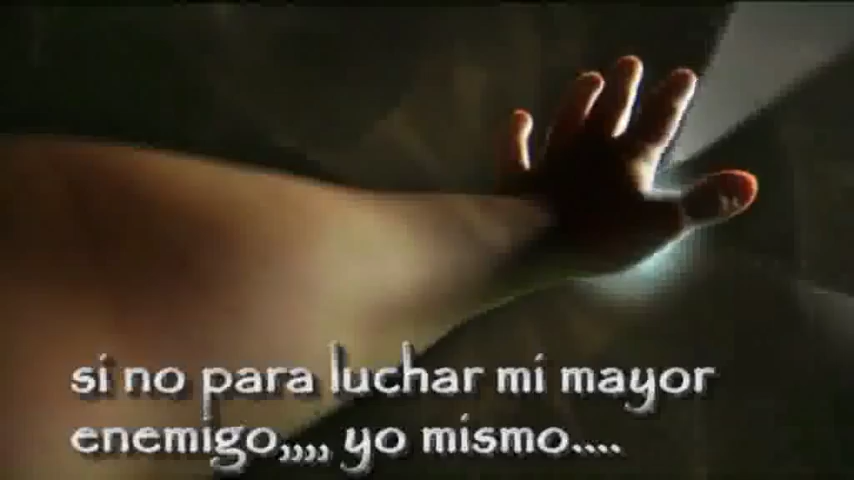 si no para luchar mi mayor
enemigo,,,, yo mismo....